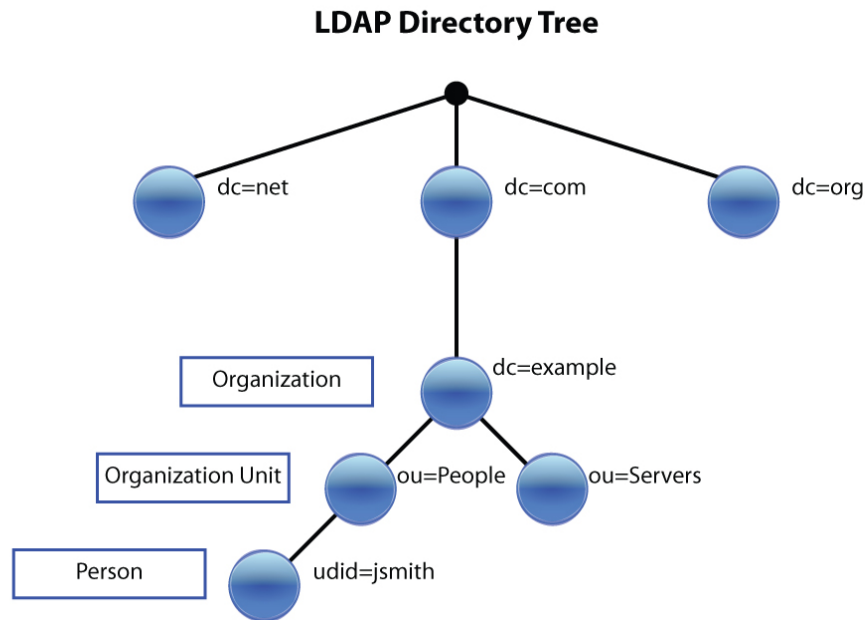 LDAP Directory Tree
dc=net
dc=com
dc=org
dc=example
Organization
Organization Unit
ou=People
ou=Servers
Person
udid=jsmith